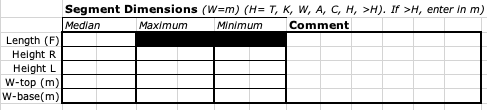 Segment Dimensions (W=m) (H= T, K, W, A, C, H, >H). If >H, enter in m)
Median Maximum Minimum Comment
Length (F)
Height R
Height L
W-top (m)
W-base(m)